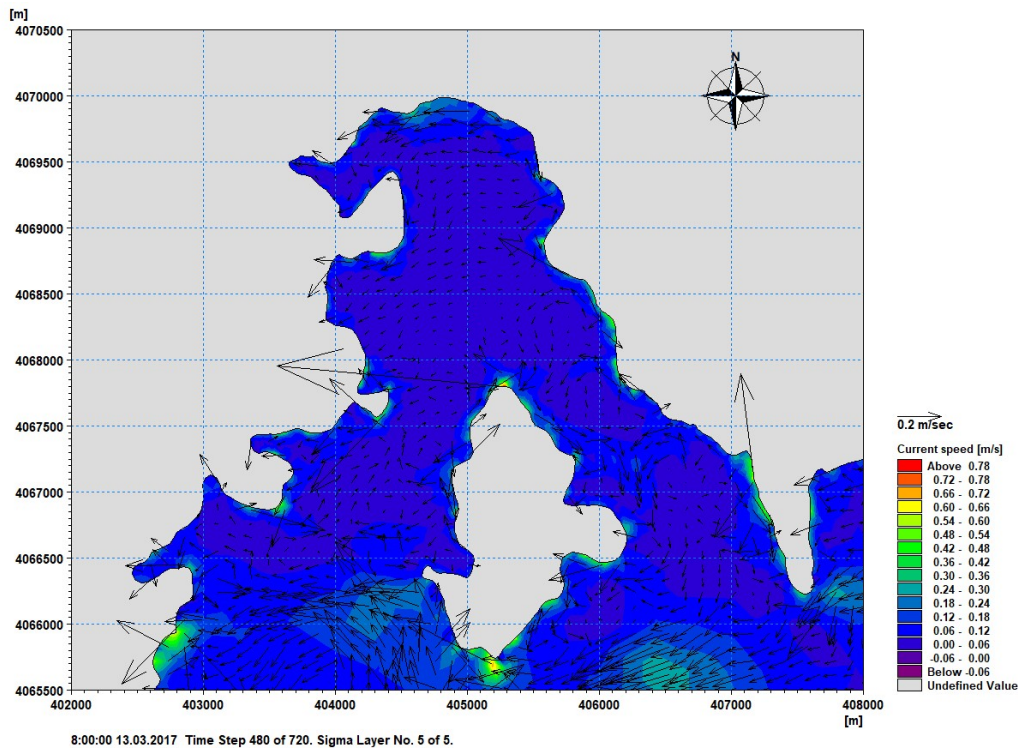 [m]
4070500
N
4070000
4069500
4069000
4068500
4068000
4067500
4067000
4066500
4066000
4065500
402000 403000 404000 405000 406000 407000 408000
[m]
0.2 m/sec
Current speed [m/s]
Above 0.78
0.72 - 0.78
0.66 - 0.72
0.60 - 0.66
0.54 - 0.60
0.48 - 0.54
0.42 - 0.48
0.36 - 0.42
0.30 - 0.36
0.24 - 0.30
0.18 - 0.24
0.12 - 0.18
0.06 - 0.12
0.00 - 0.06
-0.06 - 0.00
Below -0.06
Undefined Value
8:00:00 13.03.2017 Time Step 480 of 720. Sigma Layer No. 5 of 5.